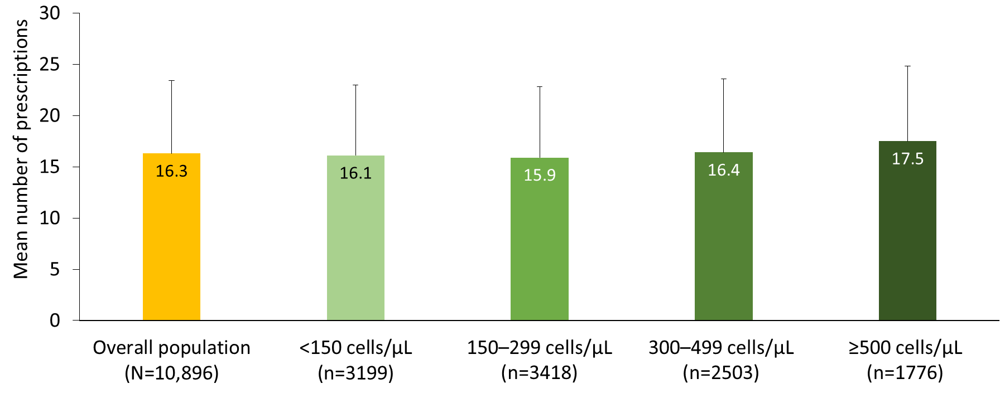 Mean number of prescriptions
30
25
20
15
10
5
0
16.3
16.1
15.9
16.4
17.5
Overall population
(N=10,896)
<150 cells/µL
(n=3199)
150–299 cells/µL
(n=3418)
300–499 cells/µL
(n=2503)
≥500 cells/µL
(n=1776)